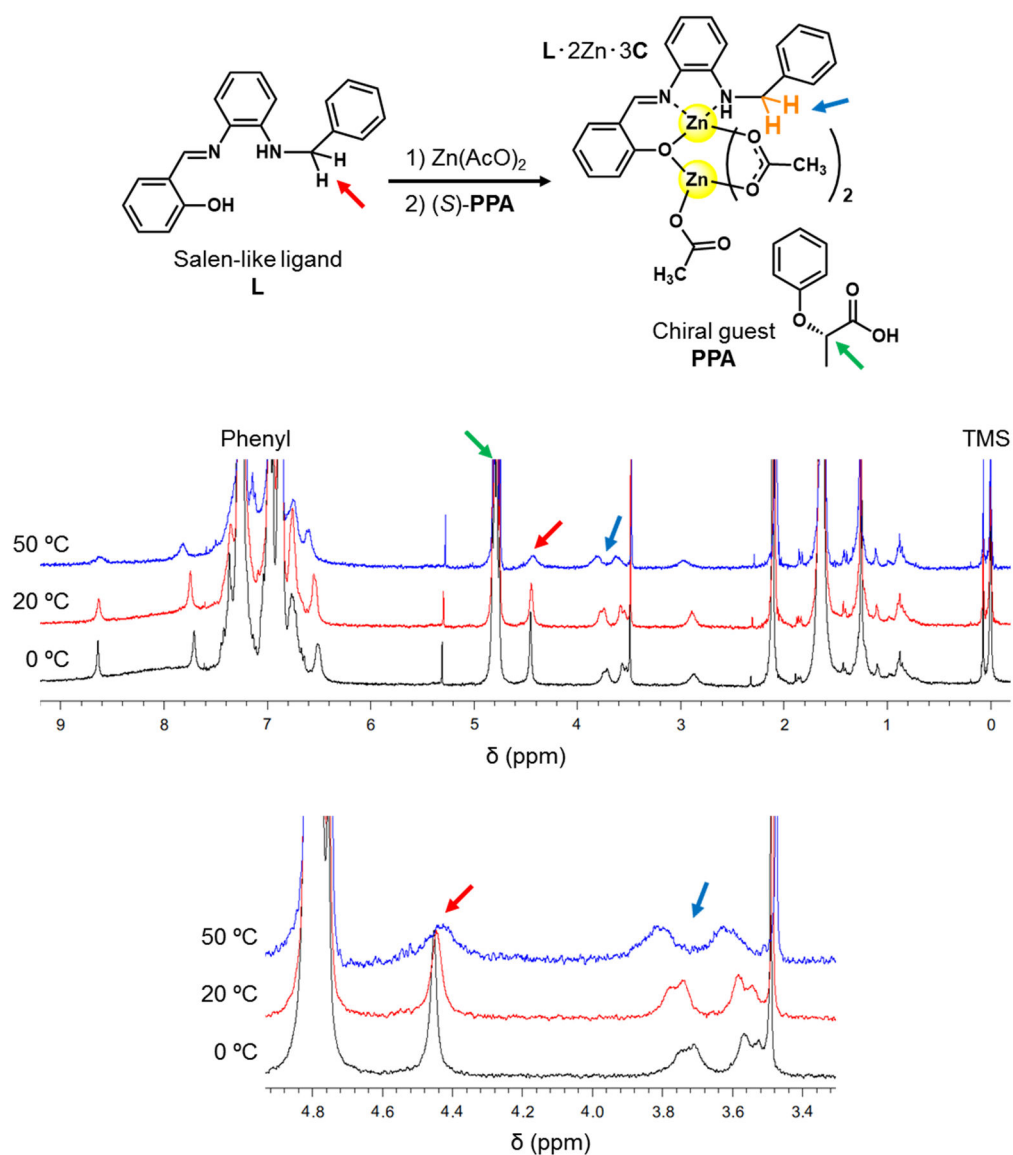 L·2Zn·3C
N
HN
H
H
OH
Salen-like ligand
L
1) Zn(AcO)2
2) (S)-PPA
N
N
H
H
H
Zn
O
O
CH3
Zn
O
2
O
O
H3C
O
O
OH
Chiral guest
PPA
Phenyl
TMS
50 ºC
20 ºC
0 ºC
9 8 7 6 5 4 3 2 1 0
δ (ppm)
50 ºC
20 ºC
0 ºC
4.8 4.6 4.4 4.2 4.0 3.8 3.6 3.4
δ (ppm)